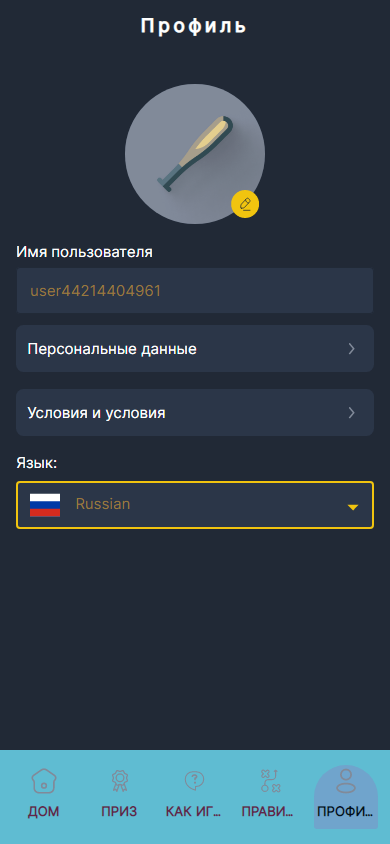 Профиль
Имя пользователя
user44214404961
Персональные данные
Условия и условия
Язык:
Russian
ДОМ
ПРИЗ
КАК ИГ...
ПРАВИ...
ПРОФИ...